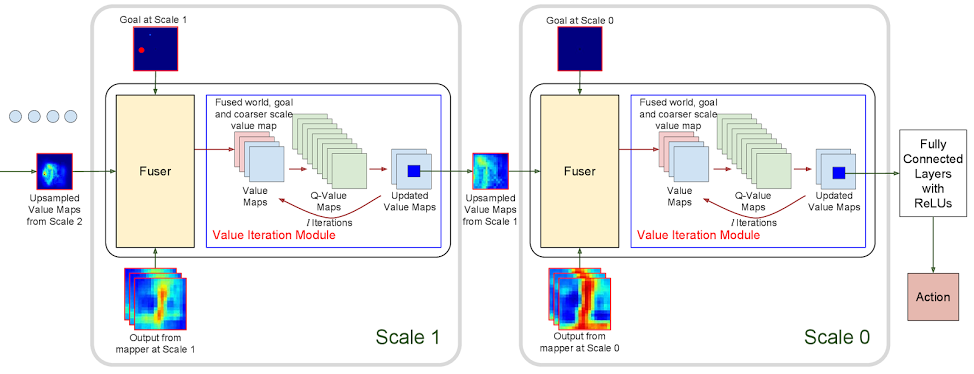 Goal at Scale 1
Fuser
Fused world, goal
and coarser scale
value map
Value
Maps
Q-Value
Maps
Updated
Value Maps
I Iterations
Value Iteration Module
Upsampled
Value Maps
from Scale 2
Output from
mapper at Scale 1
Scale 1
Upsampled
Value Maps
from Scale 1
Goal at Scale 0
Fuser
Fused world, goal
and coarser scale
value map
Value
Maps
Q-Value
Maps
Updated
Value Maps
I Iterations
Value Iteration Module
Output from
mapper at Scale 0
Scale 0
Fully
Connected
Layers
with
ReLUs
Action